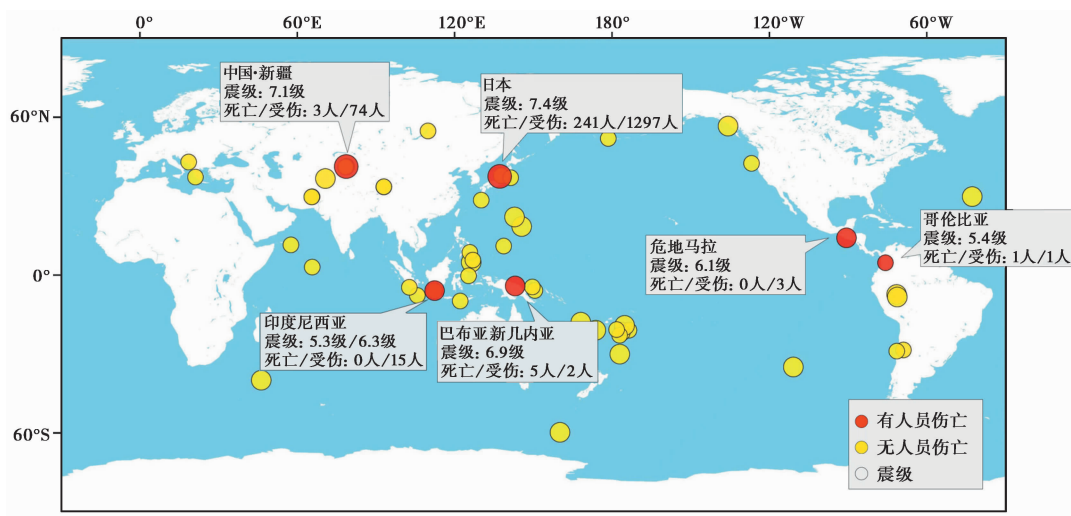 0°
60°E
120°E
180°
120°W
60°W
60°N
0°
60°S
中国·新疆
震级: 7.1级
死亡/受伤: 3人/74人
日本
震级: 7.4级
死亡/受伤: 241人/1297人
危地马拉
震级: 6.1级
死亡/受伤: 0人/3人
哥伦比亚
震级: 5.4级
死亡/受伤: 1人/1人
印度尼西亚
震级: 5.3级/6.3级
死亡/受伤: 0人/15人
巴布亚新几内亚
震级: 6.9级
死亡/受伤: 5人/2人
有人员伤亡
无人员伤亡
震级